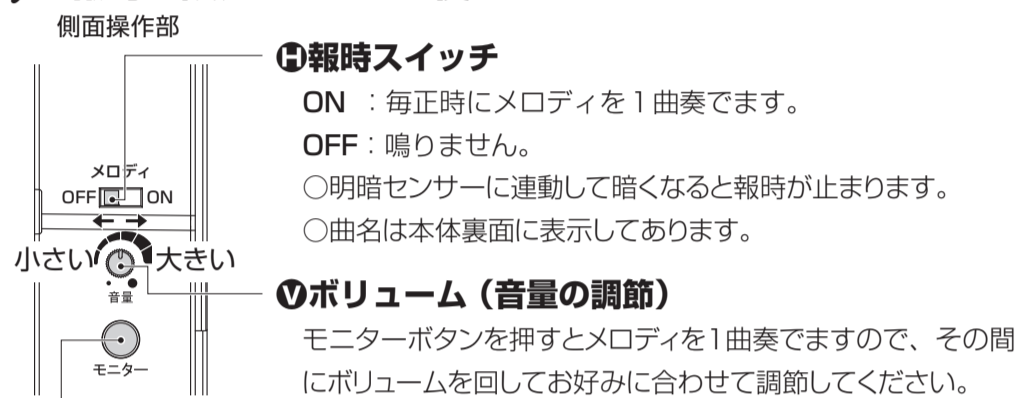 側面操作部
H報時スイッチ
ON ：毎正時にメロディを1曲奏でます。
OFF：鳴りません。
○明暗センサーに連動して暗くなると報時が止まります。
○曲名は本体裏面に表示してあります。
メロディ
OFF ON
小さい 大きい
音量
モニター
Vボリューム（音量の調節）
モニターボタンを押すとメロディを1曲奏でますので、その間
にボリュームを回してお好みに合わせて調節してください。